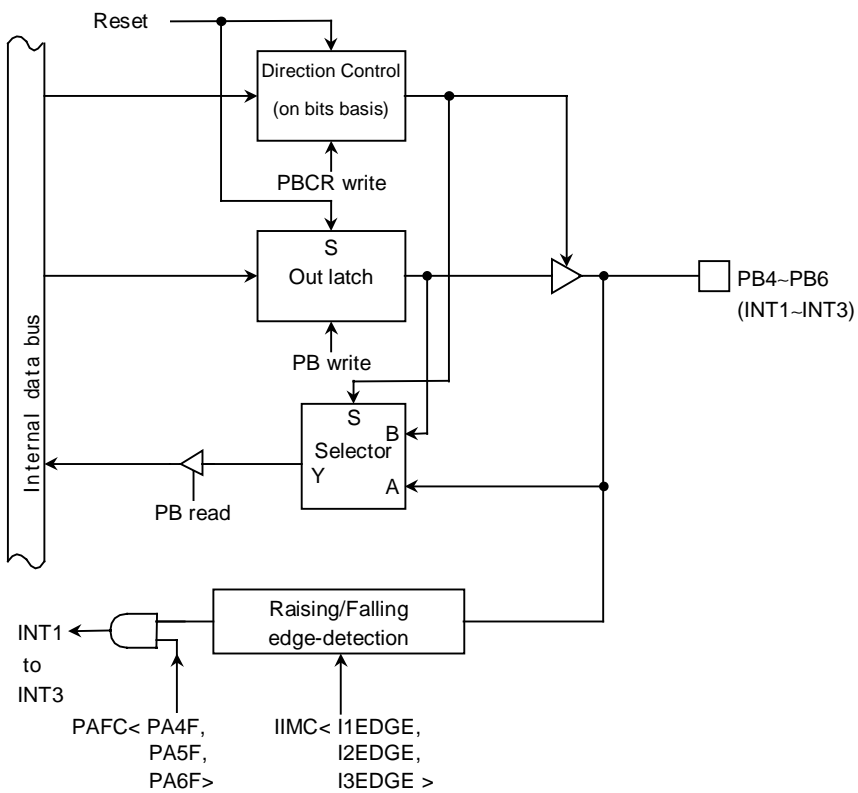 Reset
Direction Control
(on bits basis)
PBCR write
S
Out latch
PB write
PB4~PB6
(INT1~INT3)
Internal data bus
S
B
Selector
Y
A
PB read
Raising/Falling
edge-detection
INT1
to
INT3
PAFC< PA4F,
PA5F,
PA6F>
IIMC< I1EDGE,
I2EDGE,
I3EDGE >